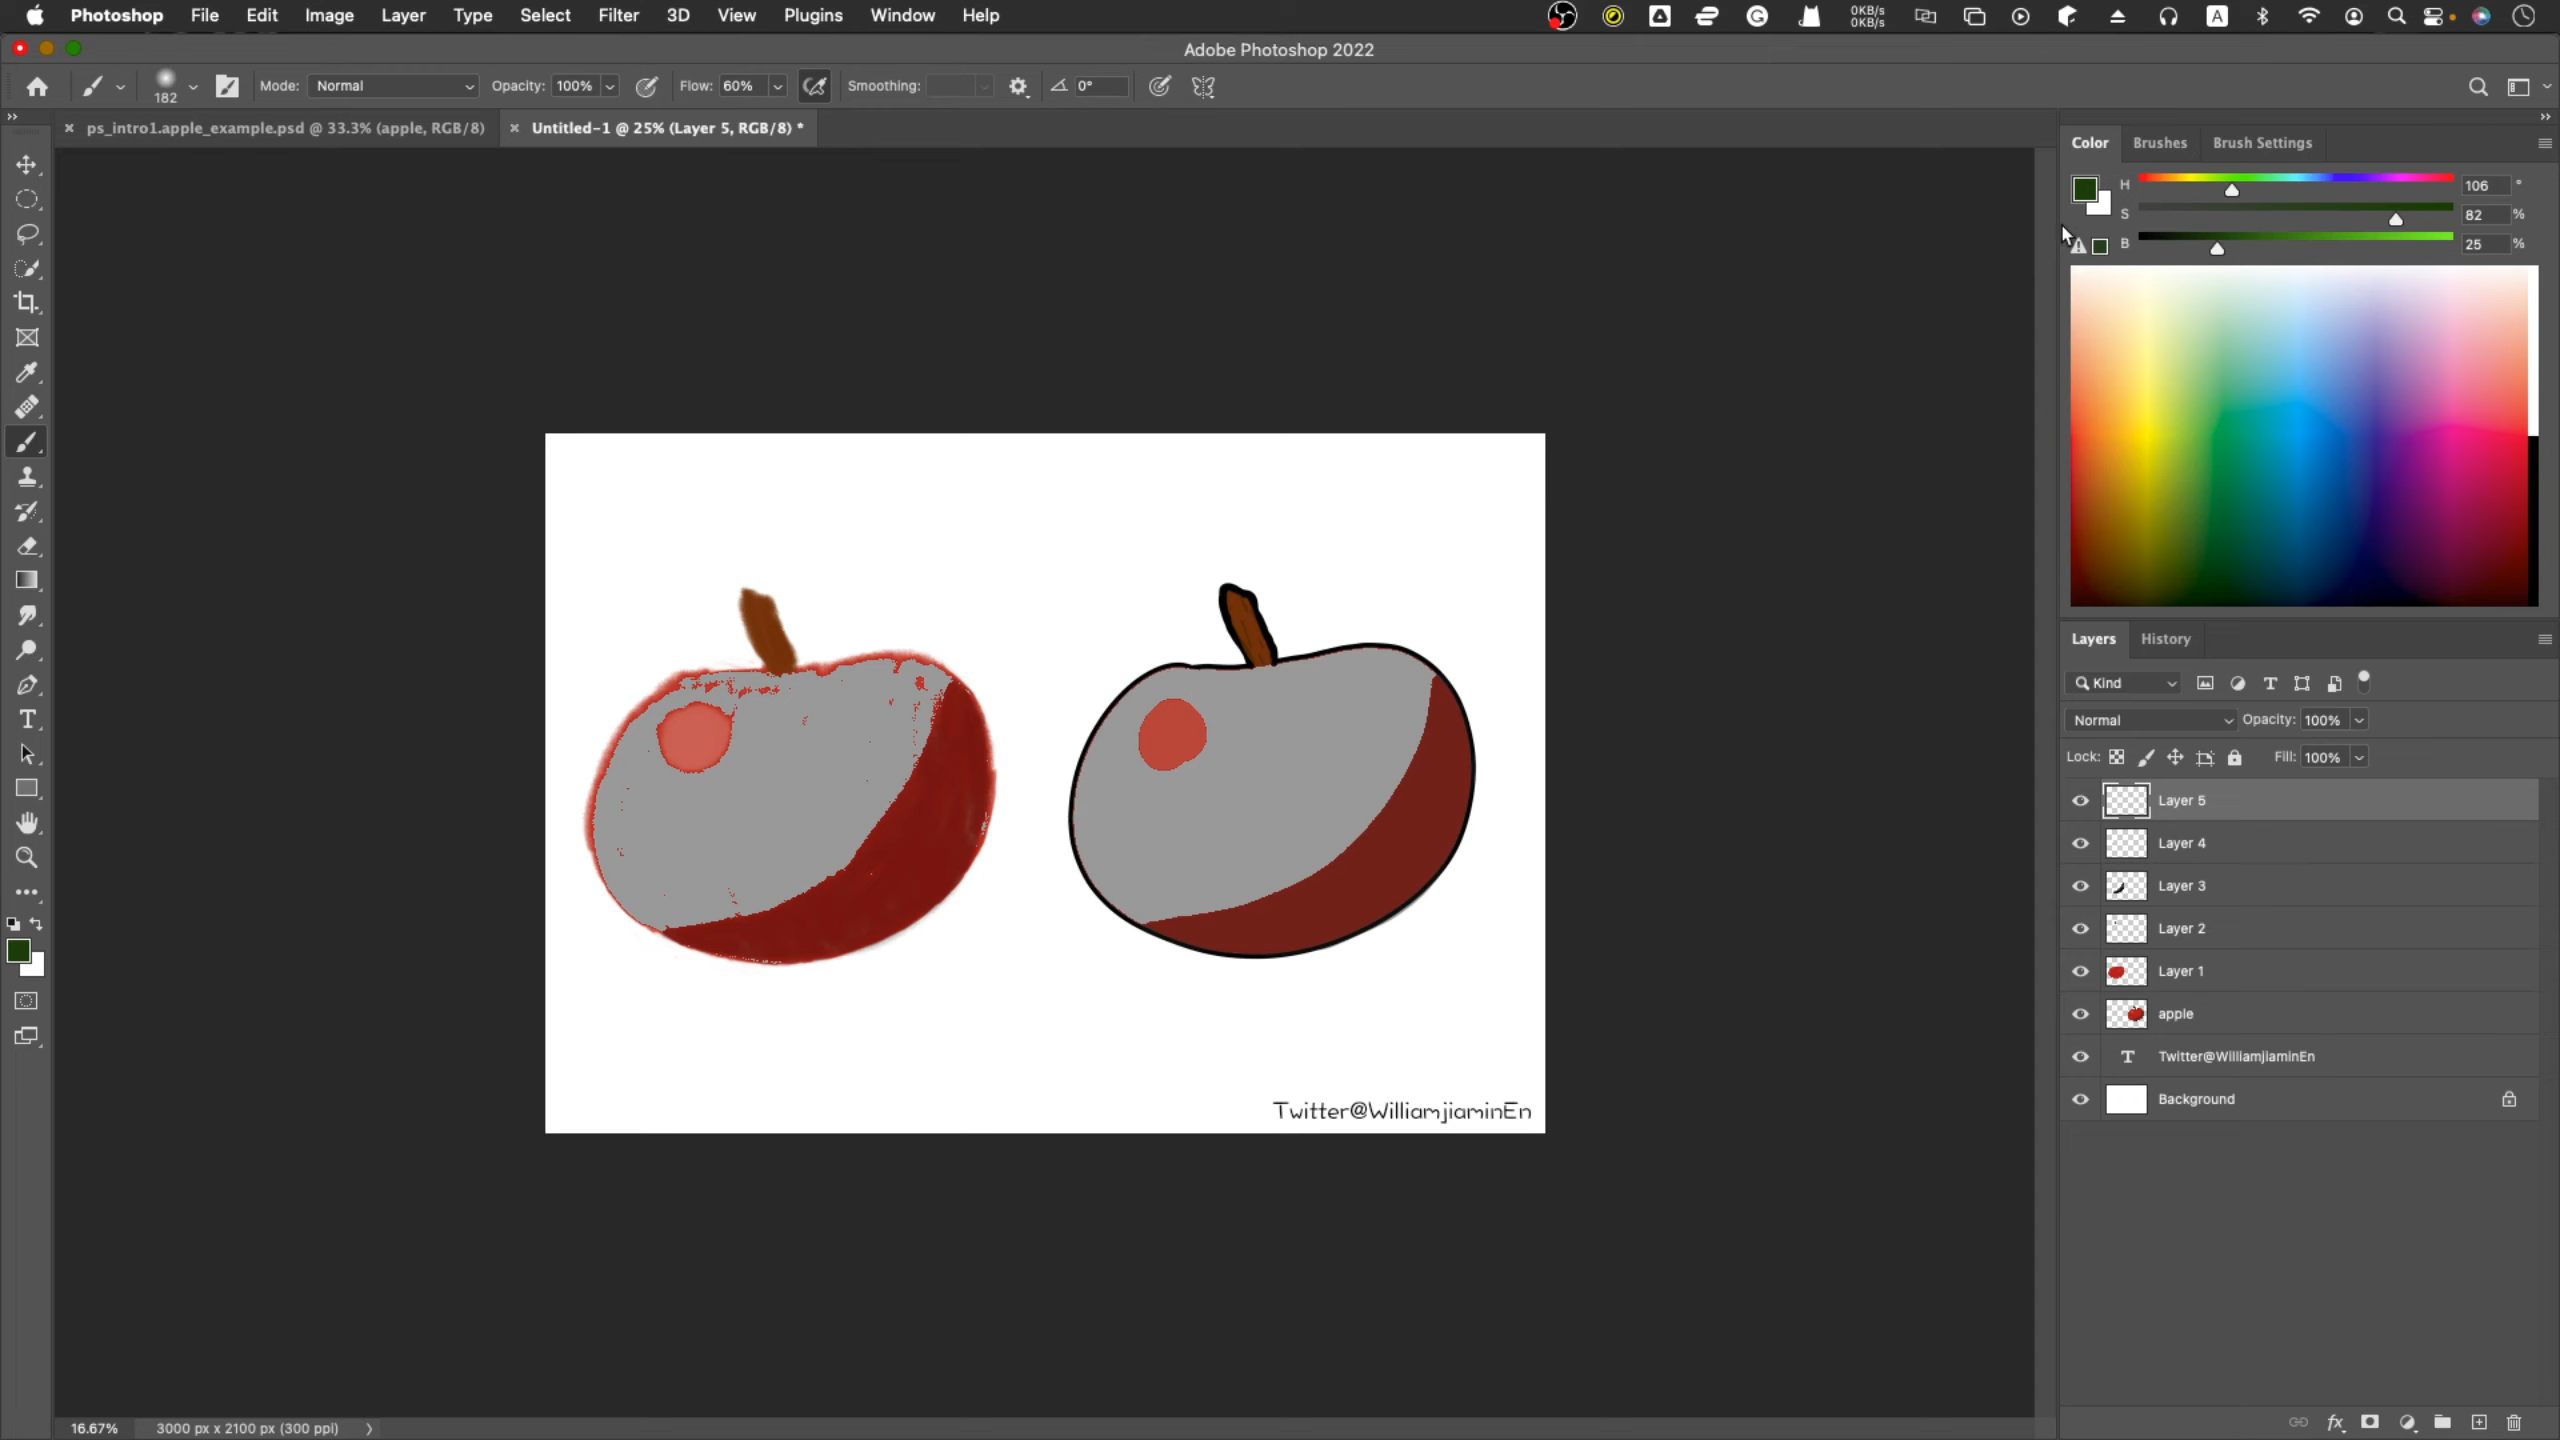 Photoshop File Edit Image Layer Type Select Filter 3D View Plugins Window Help 0KB/s A
0KB/s
Adobe Photoshop 2022
182 Mode: Normal Opacity: 100% Flow: 60% Smoothing: 0°
ps_intro1.apple_example.psd @ 33.3% (apple, RGB/8) Untitled-1 @ 25% (Layer 5, RGB/8) *
Color Brushes Brush Settings
H 106 °
S 82 %
B 25 %
Layers History
Kind
Normal Opacity: 100%
Lock: Fill: 100%
Layer 5
Layer 4
Layer 3
Layer 2
Layer 1
apple
T Twitter@WilliamjiaminEn
Background
Twitter@WilliamjiaminEn
16.67% 3000 px x 2100 px (300 ppi)
fx